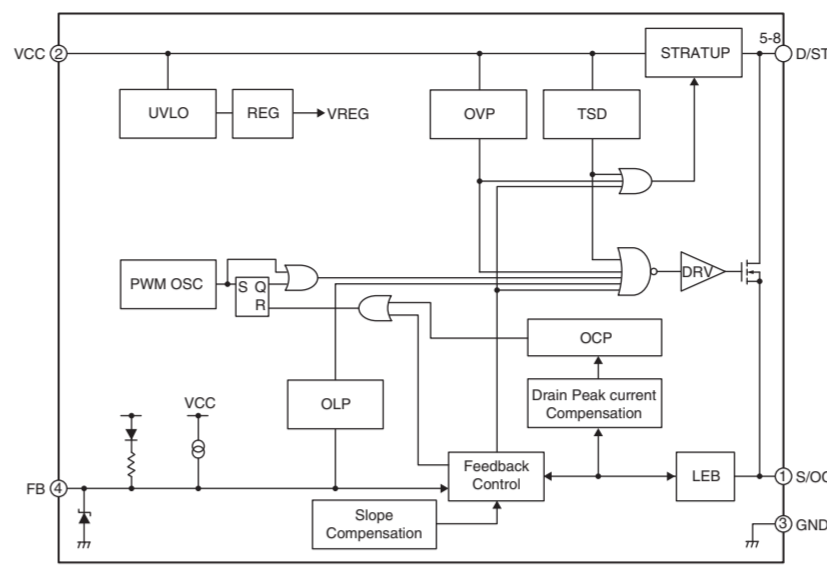 5-8
VCC 2
STRATUP
D/ST
UVLO
REG
VREG
OVP
TSD
PWM OSC
S Q
R
DRV
OCP
Drain Peak current
Compensation
VCC
OLP
FB 4
Feedback
Control
LEB
1 S/OC
Slope
Compensation
3 GND